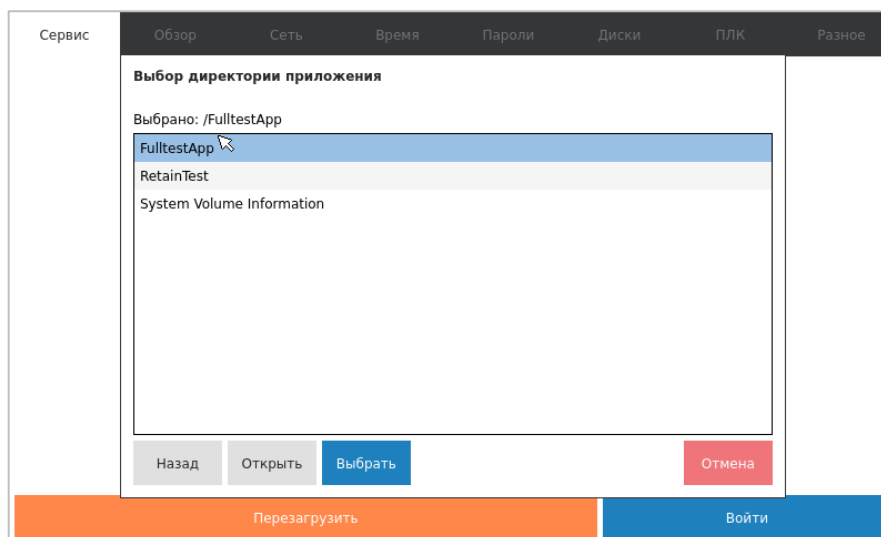 Сервис Обзор Сеть Время Пароли Диски ПЛК Разное
Выбор директории приложения
Выбрано: /FulltestApp
FulltestApp
RetainTest
System Volume Information
Назад Открыть Выбрать Отмена
Перезагрузить Войти